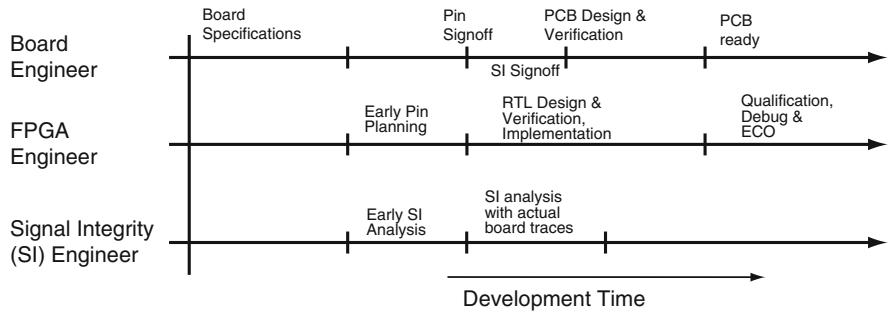 Board
Specifications
Pin
Signoff
PCB Design &
Verification
PCB
ready
Board
Engineer
SI Signoff
FPGA
Engineer
Early Pin
Planning
RTL Design &
Verification,
Implementation
Qualification,
Debug &
ECO
Signal Integrity
(SI) Engineer
Early SI
Analysis
SI analysis
with actual
board traces
Development Time